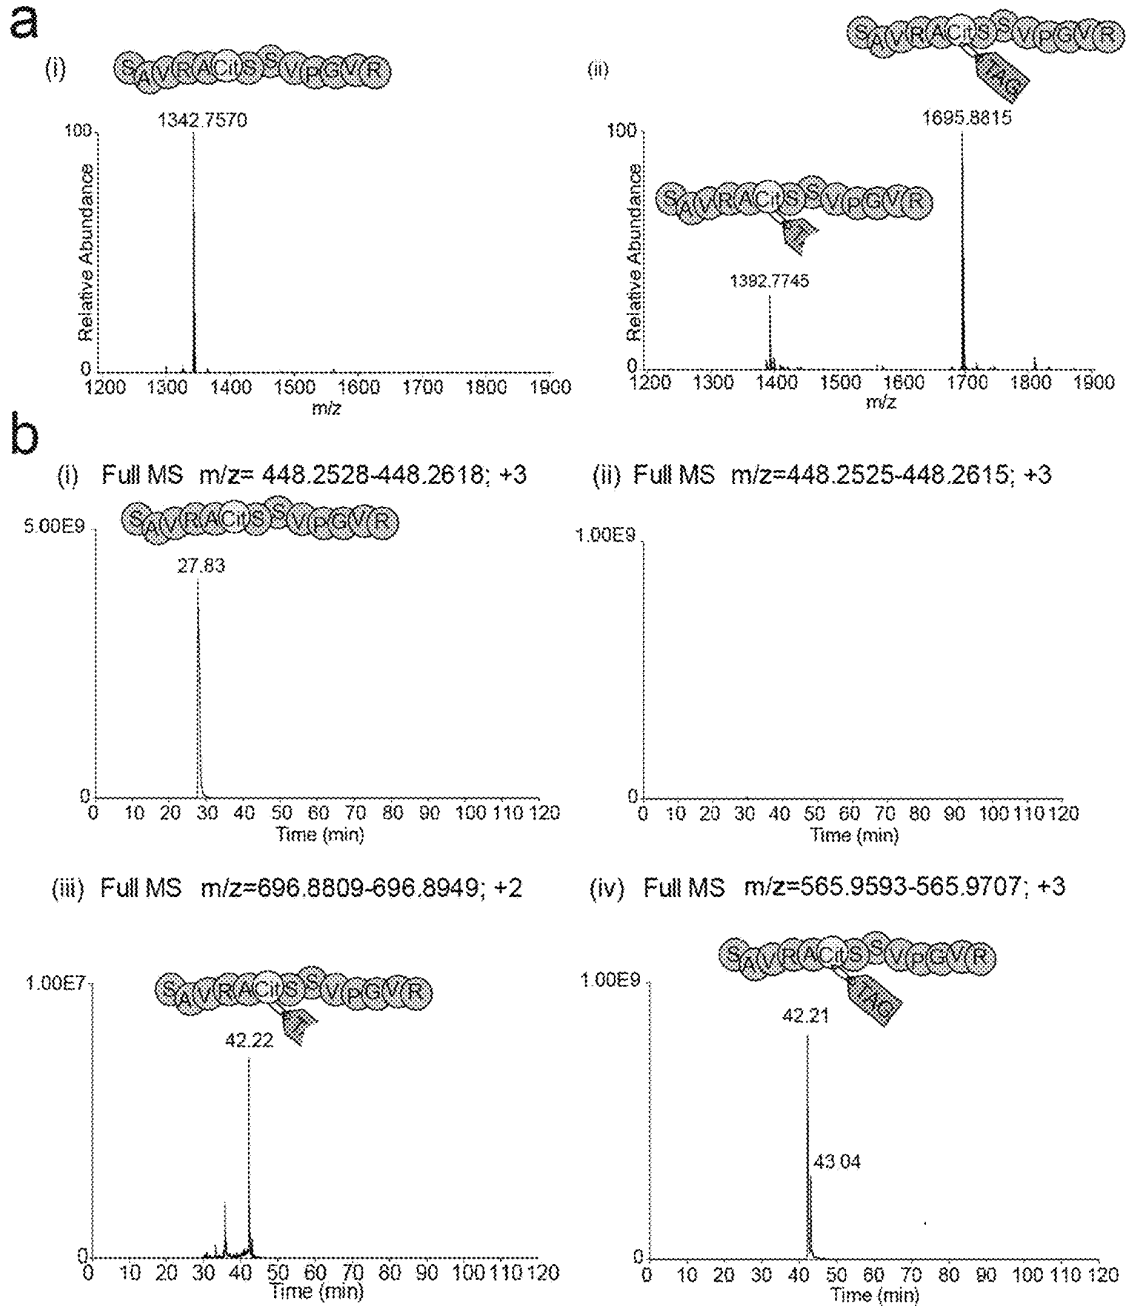 a
(i)
S A V R A Cit S S V P G V R
1342.7570
100
Relative Abundance
0
1200 1300 1400 1500 1600 1700 1800 1900
m/z
(ii)
S A V R A Cit S S V P G V R
TAG
1695.8815
100
S A V R A Cit S S V P G V R
1392.7745
Relative Abundance
0
1200 1300 1400 1500 1600 1700 1800 1900
m/z
b
(i) Full MS m/z= 448.2528-448.2618; +3
S A V R A Cit S S V P G V R
5.00E9
27.83
0
0 10 20 30 40 50 60 70 80 90 100 110 120
Time (min)
(ii) Full MS m/z=448.2525-448.2615; +3
1.00E9
0
0 10 20 30 40 50 60 70 80 90 100 110 120
Time (min)
(iii) Full MS m/z=696.8809-696.8949; +2
1.00E7
S A V R A Cit S S V P G V R
42.22
0
0 10 20 30 40 50 60 70 80 90 100 110 120
Time (min)
(iv) Full MS m/z=565.9593-565.9707; +3
S A V R A Cit S S V P G V R
TAG
1.00E9
42.21
43 04
0
0 10 20 30 40 50 60 70 80 90 100 110 120
Time (min)